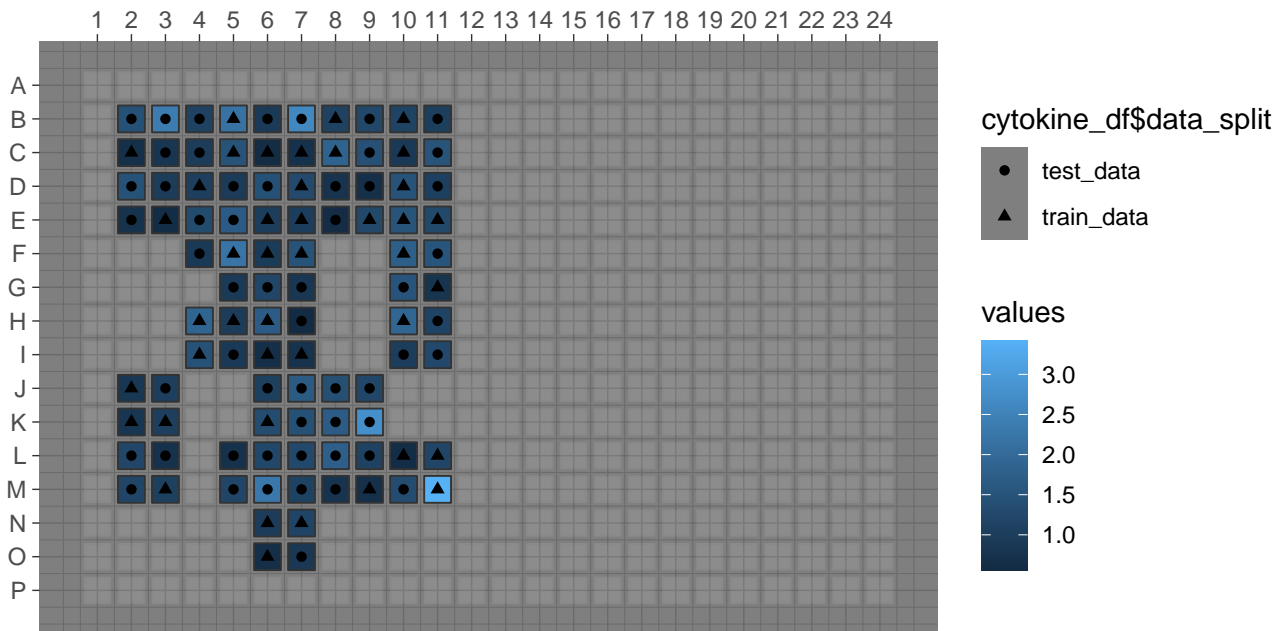 1 2 3 4 5 6 7 8 9 10 11 12 13 14 15 16 17 18 19 20 21 22 23 24
A
B
C
D
E
F
G
H
I
J
K
L
M
N
O
P
cytokine_df$data_split
test_data
train_data
values
3.0
2.5
2.0
1.5
1.0